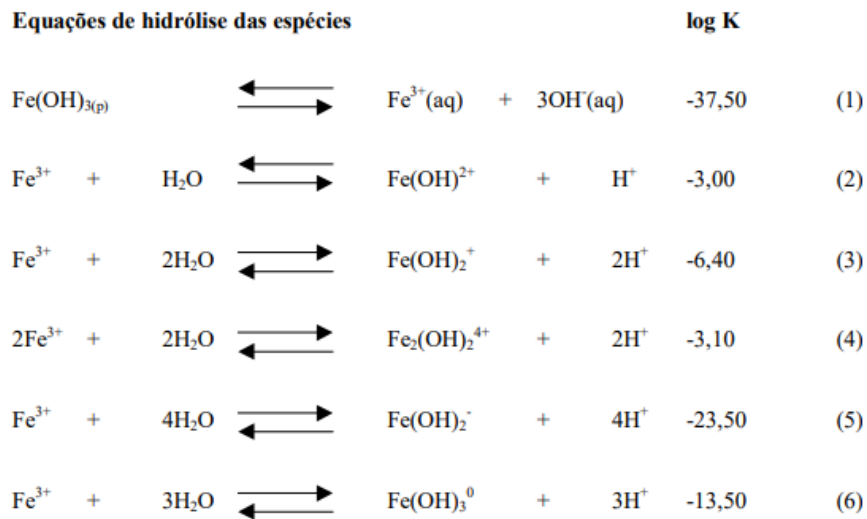 Equações de hidrólise das espécies log K
Fe(OH)₃₍ₚ₎ ⇄ Fe³⁺(aq) + 3OH⁻(aq) -37,50 (1)
Fe³⁺ + H₂O ⇄ Fe(OH)²⁺ + H⁺ -3,00 (2)
Fe³⁺ + 2H₂O ⇄ Fe(OH)₂⁺ + 2H⁺ -6,40 (3)
2Fe³⁺ + 2H₂O ⇄ Fe₂(OH)₂⁴⁺ + 2H⁺ -3,10 (4)
Fe³⁺ + 4H₂O ⇄ Fe(OH)₂⁻ + 4H⁺ -23,50 (5)
Fe³⁺ + 3H₂O ⇄ Fe(OH)₃⁰ + 3H⁺ -13,50 (6)